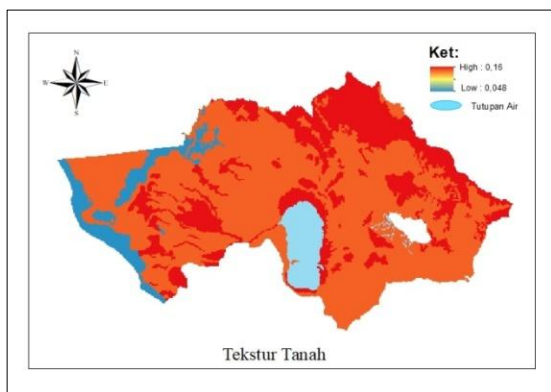 N
W
U
S
Ket:
High : 0,16
Low : 0,048
Tutupan Air
Tekstur Tanah